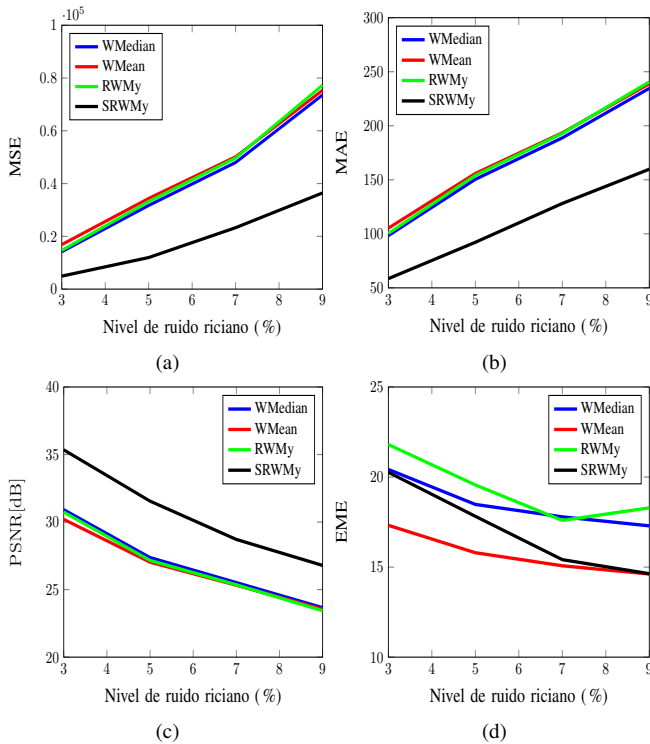 ·10^5
1
0.8
0.6
0.4
0.2
0
MSE
WMedian
WMean
RWMy
SRWMy
3 4 5 6 7 8 9
Nivel de ruido riciano (%)
(a)
300
250
200
150
100
50
MAE
WMedian
WMean
RWMy
SRWMy
3 4 5 6 7 8 9
Nivel de ruido riciano (%)
(b)
40
35
30
25
20
PSNR[dB]
WMedian
WMean
RWMy
SRWMy
3 4 5 6 7 8 9
Nivel de ruido riciano (%)
(c)
25
20
15
10
EME
WMedian
WMean
RWMy
SRWMy
3 4 5 6 7 8 9
Nivel de ruido riciano (%)
(d)